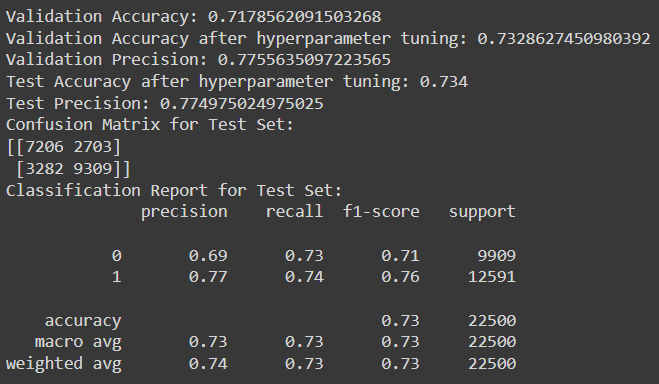 Validation Accuracy: 0.7178562091503268
Validation Accuracy after hyperparameter tuning: 0.7328627450980392
Validation Precision: 0.7755635097223565
Test Accuracy after hyperparameter tuning: 0.734
Test Precision: 0.774975024975025
Confusion Matrix for Test Set:
[[7206 2703]
 [3282 9309]]
Classification Report for Test Set:
              precision    recall  f1-score   support

           0       0.69      0.73      0.71      9909
           1       0.77      0.74      0.76     12591

    accuracy                           0.73     22500
   macro avg       0.73      0.73      0.73     22500
weighted avg       0.74      0.73      0.73     22500